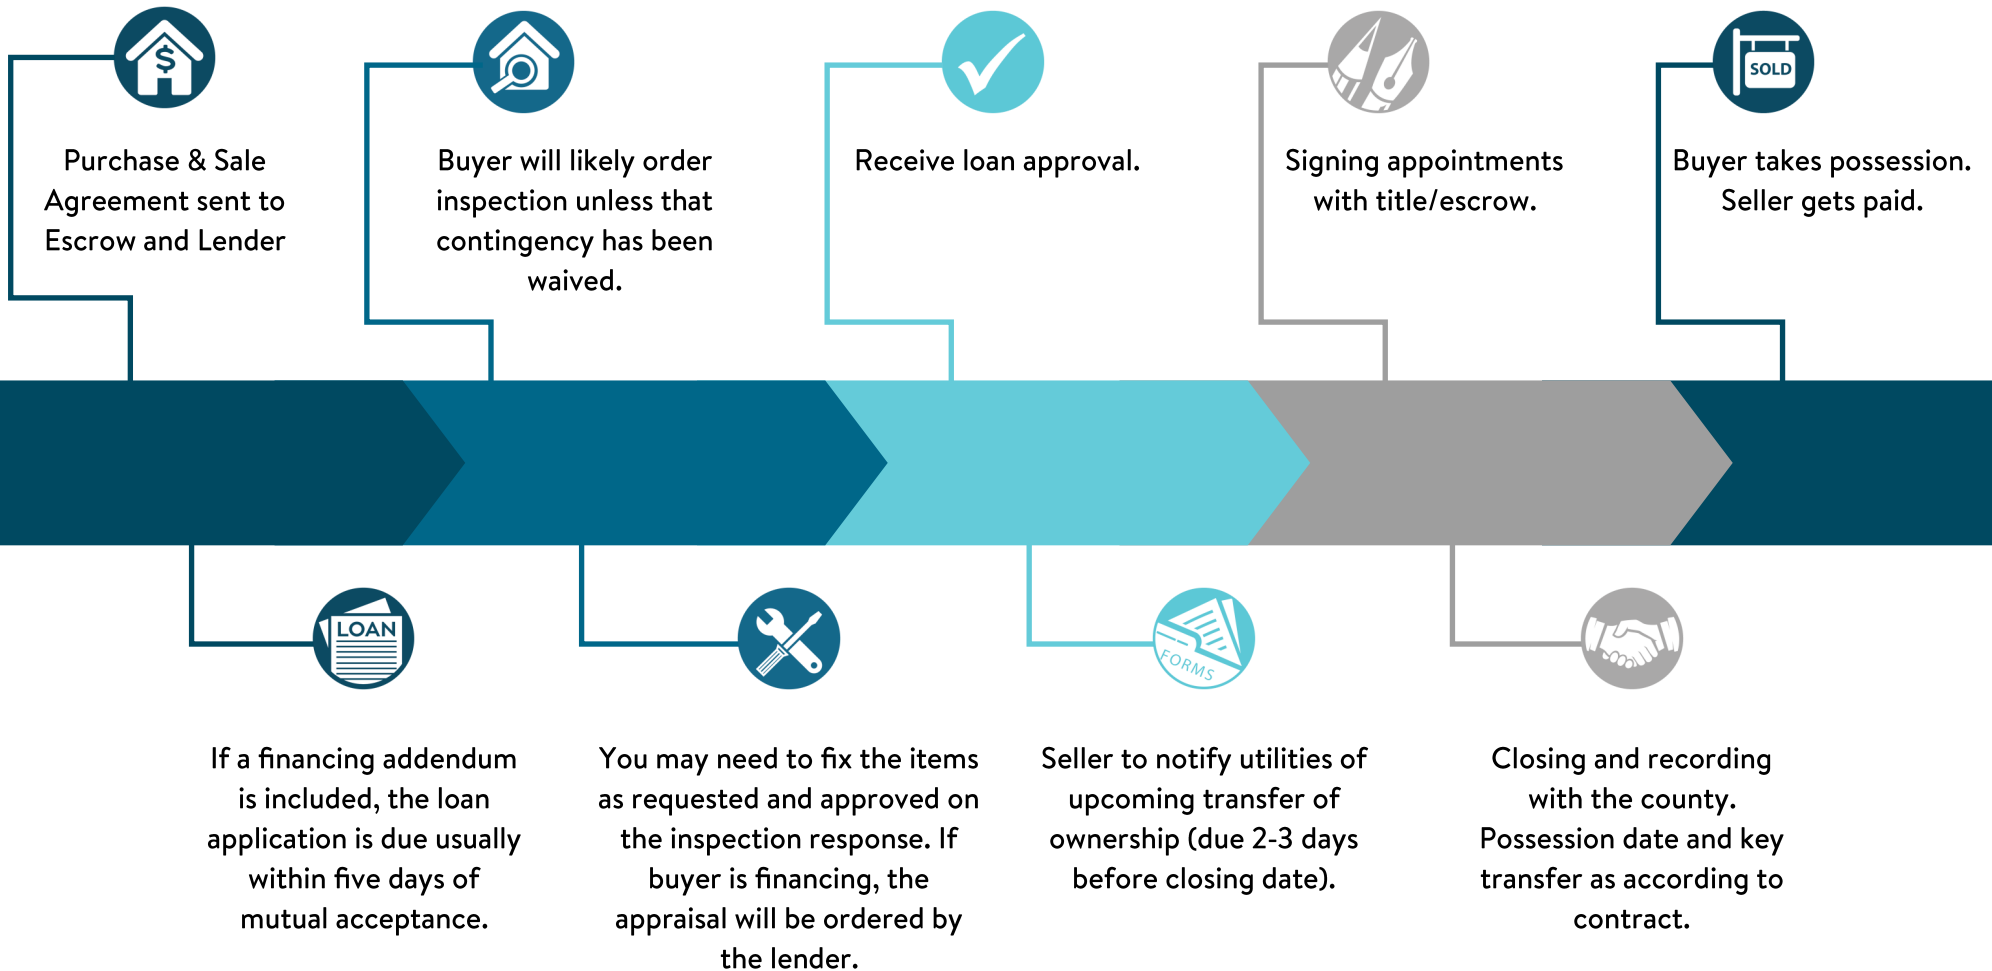 Purchase & Sale
Agreement sent to
Escrow and Lender
LOAN
If a financing addendum
is included, the loan
application is due usually
within five days of
mutual acceptance.
Buyer will likely order
inspection unless that
contingency has been
waived.
You may need to fix the items
as requested and approved on
the inspection response. If
buyer is financing, the
appraisal will be ordered by
the lender.
Receive loan approval.
FORMS
Seller to notify utilities of
upcoming transfer of
ownership (due 2-3 days
before closing date).
Signing appointments
with title/escrow.
Closing and recording
with the county.
Possession date and key
transfer as according to
contract.
SOLD
Buyer takes possession.
Seller gets paid.